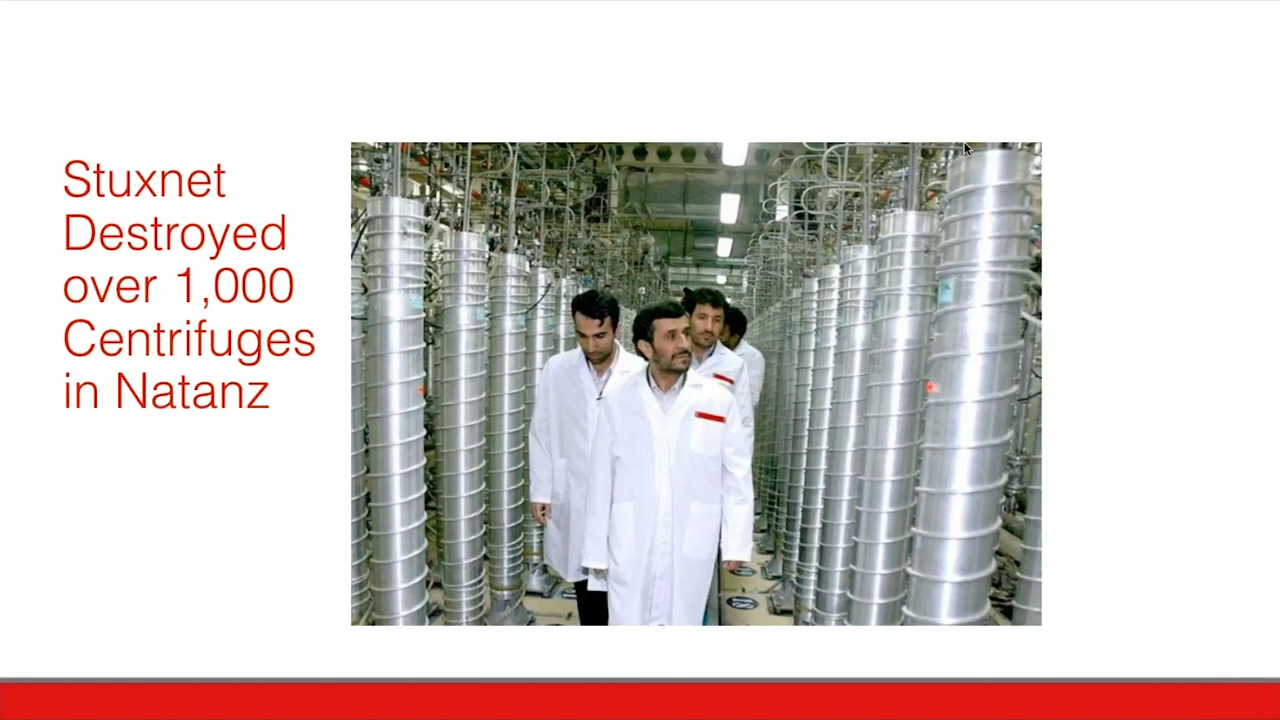 Stuxnet
Destroyed
over 1,000
Centrifuges
in Natanz